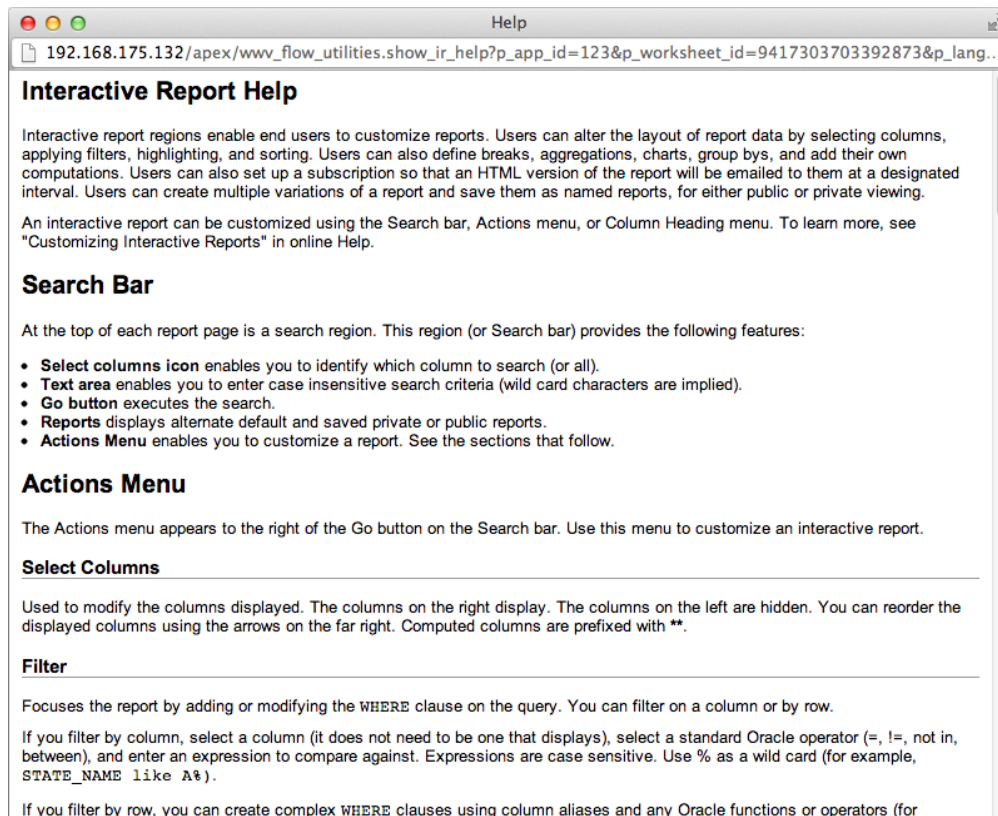 Help
192.168.175.132/apex/wwv_flow_utilities.show_ir_help?p_app_id=123&p_worksheet_id=9417303703392873&p_lang...
Interactive Report Help
Interactive report regions enable end users to customize reports. Users can alter the layout of report data by selecting columns,
applying filters, highlighting, and sorting. Users can also define breaks, aggregations, charts, group bys, and add their own
computations. Users can also set up a subscription so that an HTML version of the report will be emailed to them at a designated
interval. Users can create multiple variations of a report and save them as named reports, for either public or private viewing.
An interactive report can be customized using the Search bar, Actions menu, or Column Heading menu. To learn more, see
"Customizing Interactive Reports" in online Help.
Search Bar
At the top of each report page is a search region. This region (or Search bar) provides the following features:
• Select columns icon enables you to identify which column to search (or all).
• Text area enables you to enter case insensitive search criteria (wild card characters are implied).
• Go button executes the search.
• Reports displays alternate default and saved private or public reports.
• Actions Menu enables you to customize a report. See the sections that follow.
Actions Menu
The Actions menu appears to the right of the Go button on the Search bar. Use this menu to customize an interactive report.
Select Columns
Used to modify the columns displayed. The columns on the right display. The columns on the left are hidden. You can reorder the
displayed columns using the arrows on the far right. Computed columns are prefixed with **.
Filter
Focuses the report by adding or modifying the WHERE clause on the query. You can filter on a column or by row.
If you filter by column, select a column (it does not need to be one that displays), select a standard Oracle operator (=, !=, not in,
between), and enter an expression to compare against. Expressions are case sensitive. Use % as a wild card (for example,
STATE_NAME like A%).
If you filter by row, you can create complex WHERE clauses using column aliases and any Oracle functions or operators (for